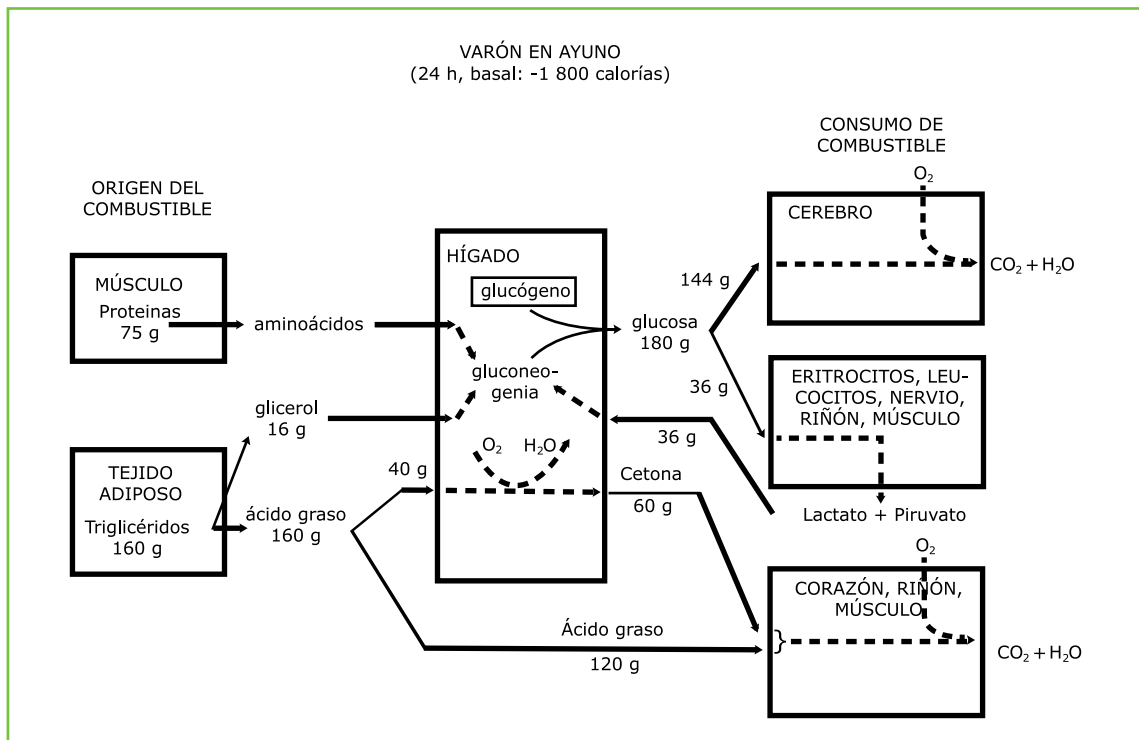 VARÓN EN AYUNO
(24 h, basal: -1 800 calorías)
ORIGEN DEL
COMBUSTIBLE
MÚSCULO
Proteinas
75 g
aminoácidos
glicerol
16 g
TEJIDO
ADIPOSO
Triglicéridos
160 g
ácido graso
160 g
40 g
HÍGADO
glucógeno
gluconeo-
genia
O₂
H₂O
glucosa
180 g
144 g
36 g
36 g
Cetona
60 g
Ácido graso
120 g
CONSUMO DE
COMBUSTIBLE
O₂
CEREBRO
CO₂ + H₂O
ERITROCITOS, LEU-
COCITOS, NERVIO,
RIÑÓN, MÚSCULO
Lactato + Piruvato
O₂
CORAZÓN, RIÑÓN,
MÚSCULO
CO₂ + H₂O